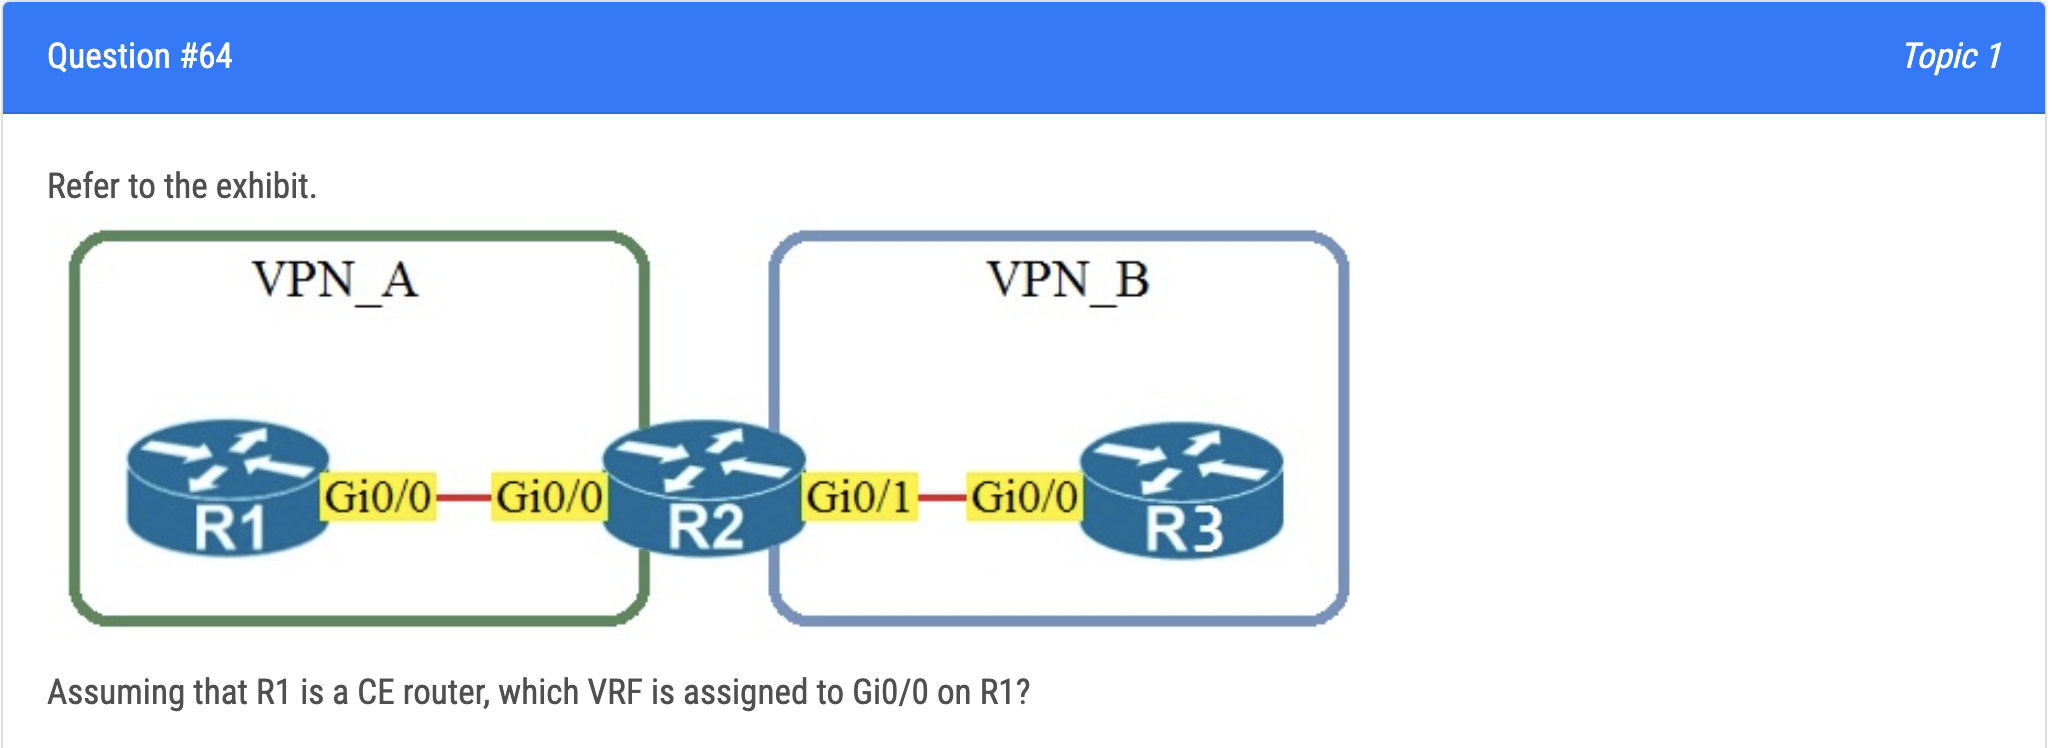 Question #64
Topic 1
Refer to the exhibit.
VPN_A
VPN_B
Gi0/0
Gi0/0
Gi0/1
Gi0/0
R1
R2
R3
Assuming that R1 is a CE router, which VRF is assigned to Gi0/0 on R1?